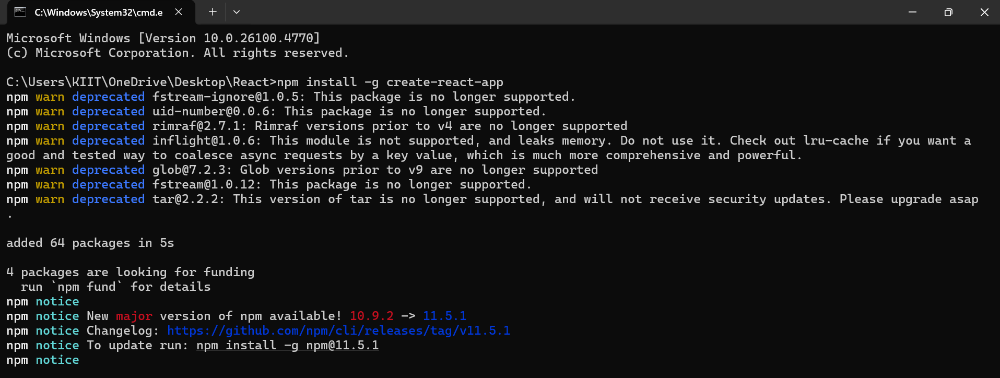 C:\Windows\System32\cmd.e
Microsoft Windows [Version 10.0.26100.4770]
(c) Microsoft Corporation. All rights reserved.
C:\Users\KIIT\OneDrive\Desktop\React>npm install -g create-react-app
npm warn deprecated fstream-ignore@1.0.5: This package is no longer supported.
npm warn deprecated uid-number@0.0.6: This package is no longer supported.
npm warn deprecated rimraf@2.7.1: Rimraf versions prior to v4 are no longer supported
npm warn deprecated inflight@1.0.6: This module is not supported, and leaks memory. Do not use it. Check out lru-cache if you want a
good and tested way to coalesce async requests by a key value, which is much more comprehensive and powerful.
npm warn deprecated glob@7.2.3: Glob versions prior to v9 are no longer supported
npm warn deprecated fstream@1.0.12: This package is no longer supported.
npm warn deprecated tar@2.2.2: This version of tar is no longer supported, and will not receive security updates. Please upgrade asap
.
added 64 packages in 5s
4 packages are looking for funding
  run `npm fund` for details
npm notice
npm notice New major version of npm available! 10.9.2 -> 11.5.1
npm notice Changelog: https://github.com/npm/cli/releases/tag/v11.5.1
npm notice To update run: npm install -g npm@11.5.1
npm notice